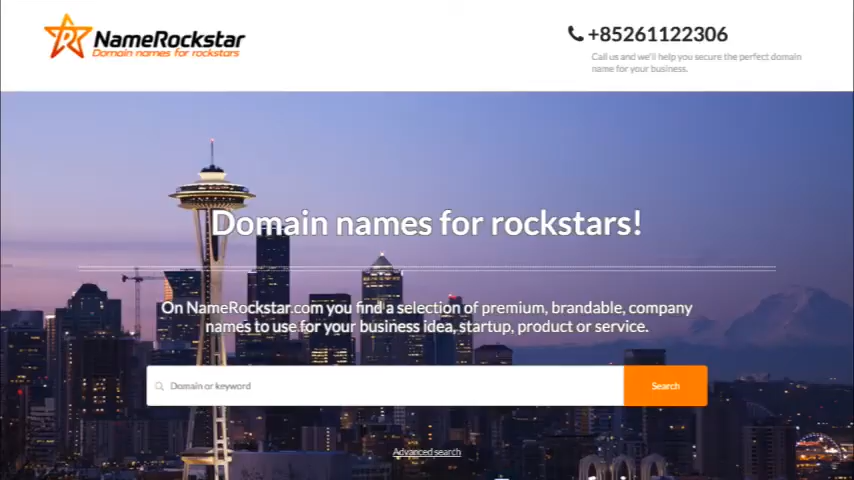 NameRockstar
Domain names for rockstars
+85261122306
Call us and we'll help you secure the perfect domain
name for your business.
Domain names for rockstars!
On NameRockstar.com you find a selection of premium, brandable, company
names to use for your business idea, startup, product or service.
Domain or keyword
Search
Advanced search